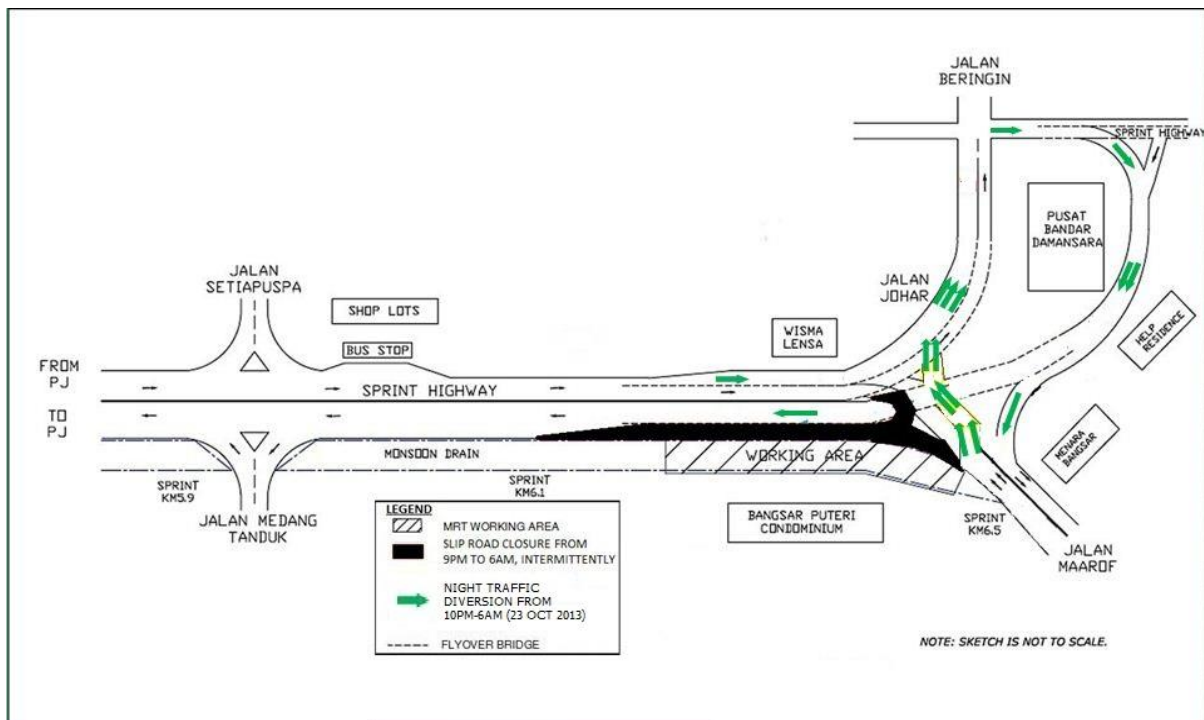 JALAN
BERINGIN
SPRINT HIGHWAY
PUSAT
BANDAR
DAMANSARA
JALAN
SETIAPUSPA
JALAN
JOHAR
SHOP LOTS
WISMA
LENSA
HELP
RESIDENCE
BUS STOP
FROM
PJ
SPRINT HIGHWAY
TO
PJ
MENARA
BANGSAR
MONSOON DRAIN
WORKING AREA
SPRINT
KM5.9
SPRINT
KM6.1
JALAN MEDANG
TANDUK
BANGSAR PUTERI
CONDOMINIUM
SPRINT
KM6.5
JALAN
MAAROF
LEGEND
MRT WORKING AREA
SLIP ROAD CLOSURE FROM
9PM TO 6AM, INTERMITTENTLY
NIGHT TRAFFIC
DIVERSION FROM
10PM-6AM (23 OCT 2013)
FLYOVER BRIDGE
NOTE: SKETCH IS NOT TO SCALE.